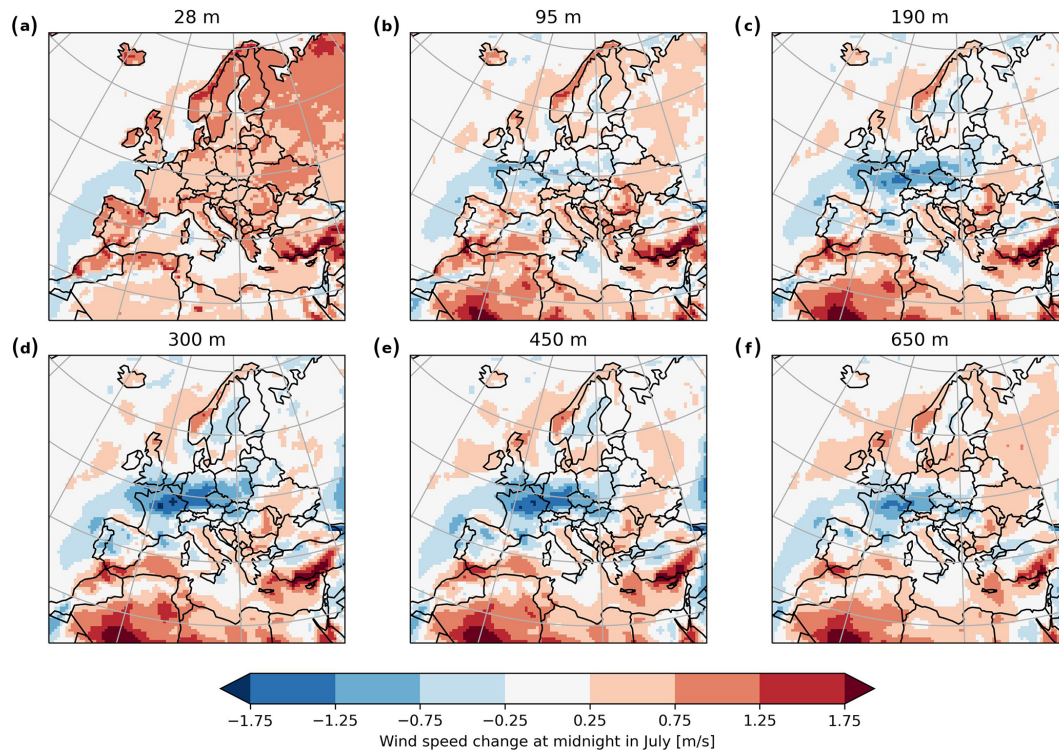 (a) 28 m
(b) 95 m
(c) 190 m
(d) 300 m
(e) 450 m
(f) 650 m
−1.75 −1.25 −0.75 −0.25 0.25 0.75 1.25 1.75
Wind speed change at midnight in July [m/s]